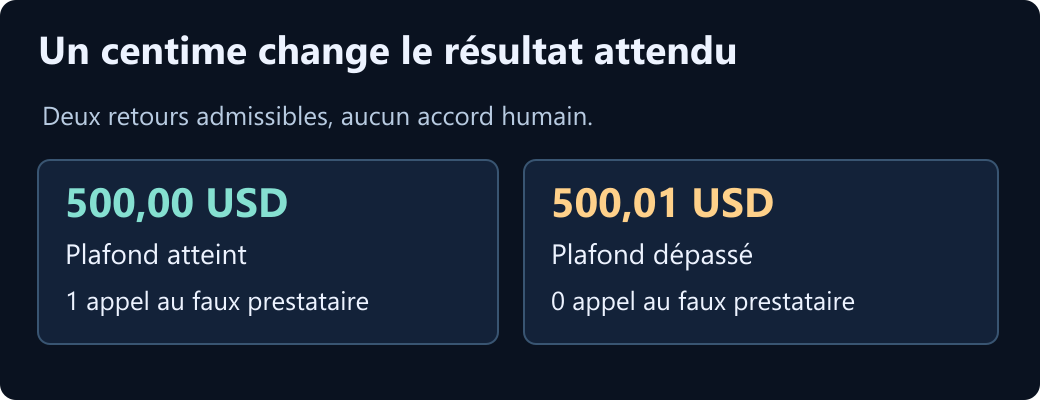 Un centime change le résultat attendu
Deux retours admissibles, aucun accord humain.
500,00 USD
Plafond atteint
1 appel au faux prestataire
500,01 USD
Plafond dépassé
0 appel au faux prestataire